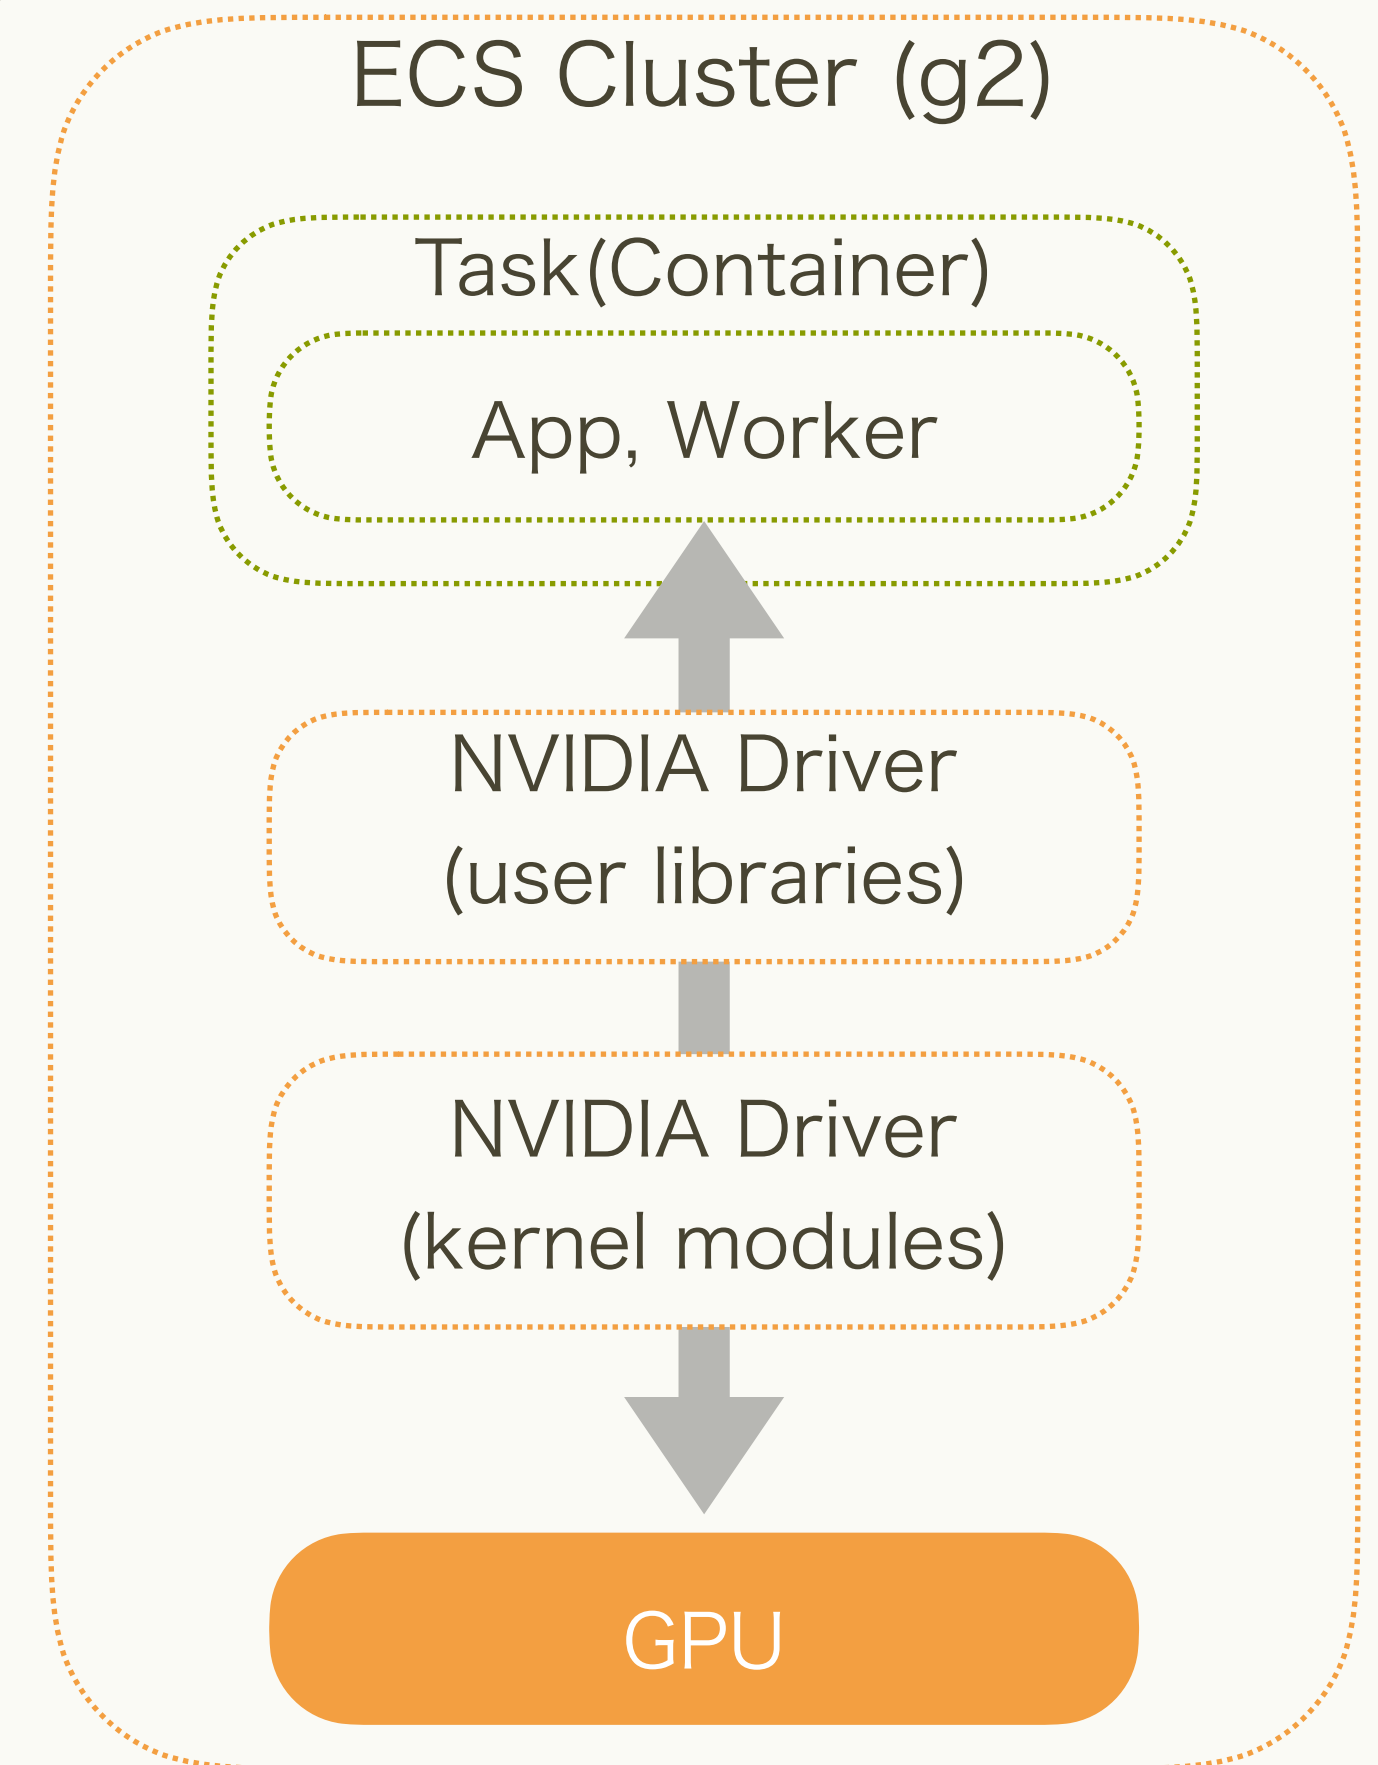 ECS Cluster (g2)
Task(Container)
App, Worker
NVIDIA Driver
(user libraries)
NVIDIA Driver
(kernel modules)
GPU